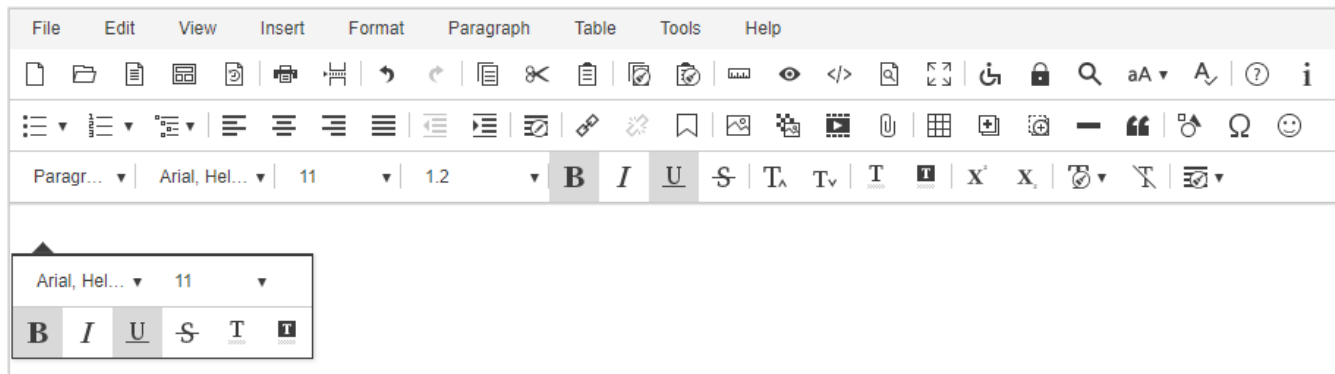 File Edit View Insert Format Paragraph Table Tools Help
aA
Paragr... Arial, Hel... 11 1.2 B I U S T T T T X X T
Arial, Hel... 11
B I U S T T